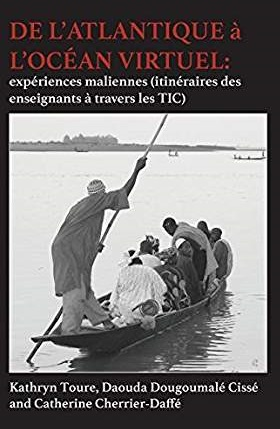 DE L'ATLANTIQUE à
L'OCÉAN VIRTUEL:
expériences maliennes (itinéraires des
enseignants à travers les TIC)
Kathryn Toure, Daouda Dougoumalé Cissé
and Catherine Cherrier-Daffé